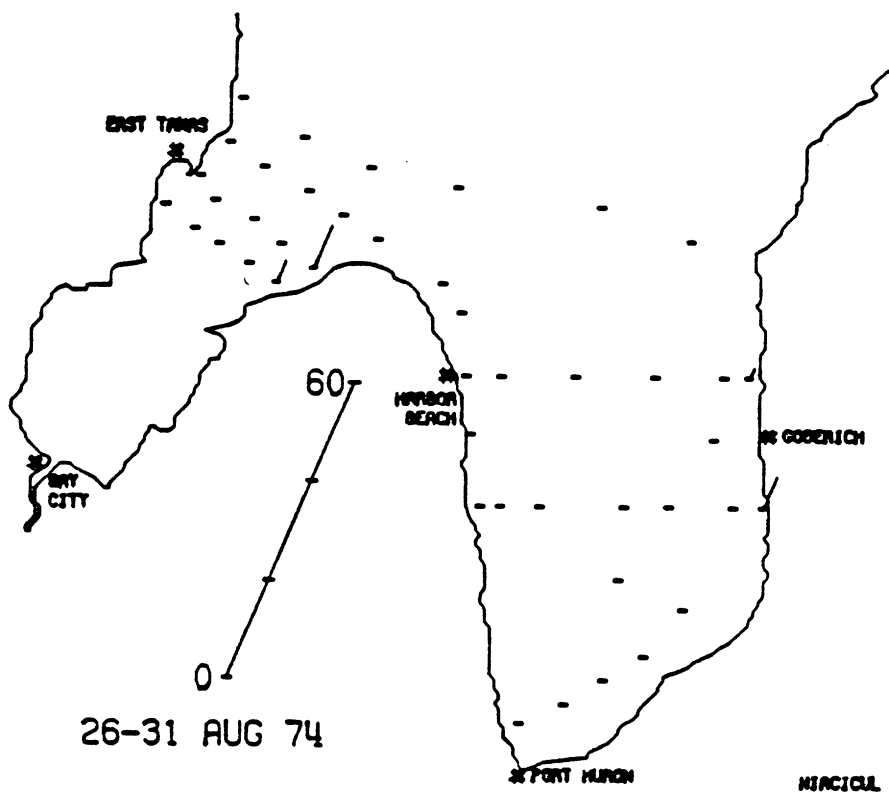 EAST TAWAS
60
HARBOR
BEACH
GODERICH
BAY
CITY
0
26-31 AUG 74
PORT HURON